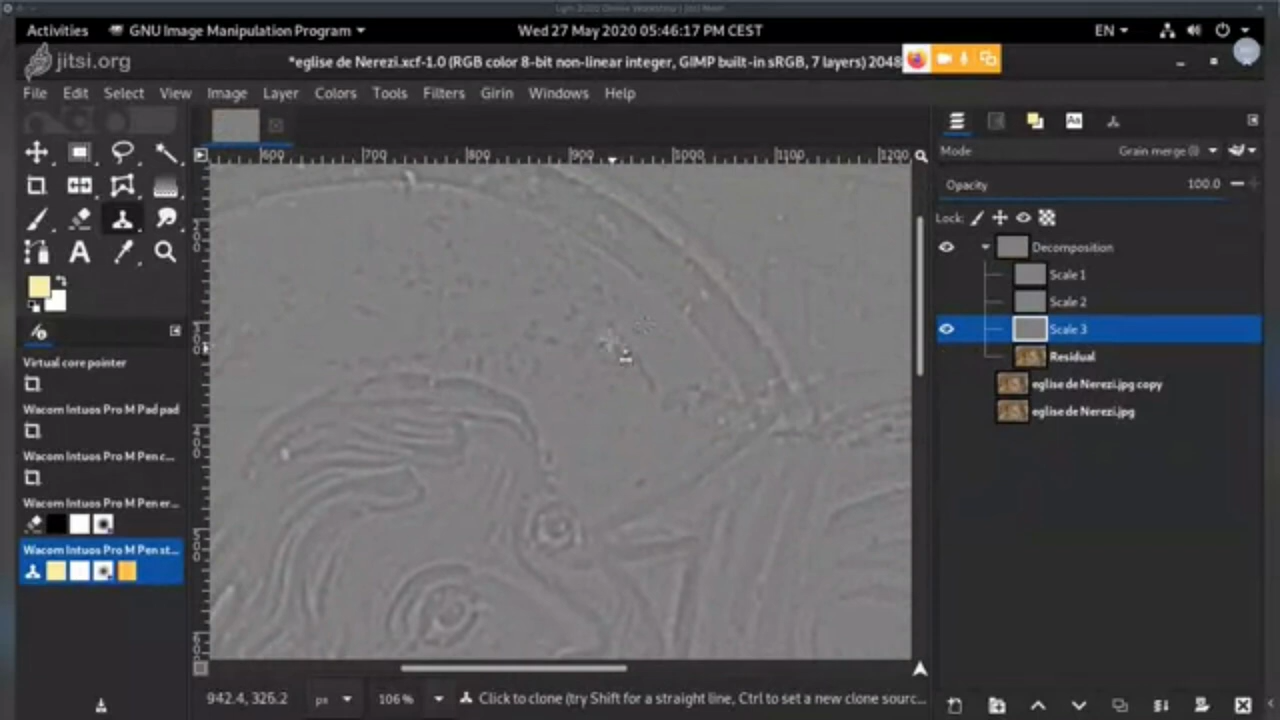 Activities GNU Image Manipulation Program Wed 27 May 2020 05:46:17 PM CEST EN
jitsi.org *eglise de Nerezi.xcf-1.0 (RGB color 8-bit non-linear integer, GIMP built-in sRGB, 7 layers) 2048
File Edit Select View Image Layer Colors Tools Filters Girin Windows Help
600 700 800 900 1000 1100 1200
Mode Grain merge (l)
Opacity 100.0
Lock:
Decomposition
Scale 1
Scale 2
Scale 3
Residual
eglise de Nerezi.jpg copy
eglise de Nerezi.jpg
Virtual core pointer
Wacom Intuos Pro M Pad pad
Wacom Intuos Pro M Pen c...
Wacom Intuos Pro M Pen er...
Wacom Intuos Pro M Pen st...
942.4, 326.2 px 106% Click to clone (try Shift for a straight line, Ctrl to set a new clone sourc...